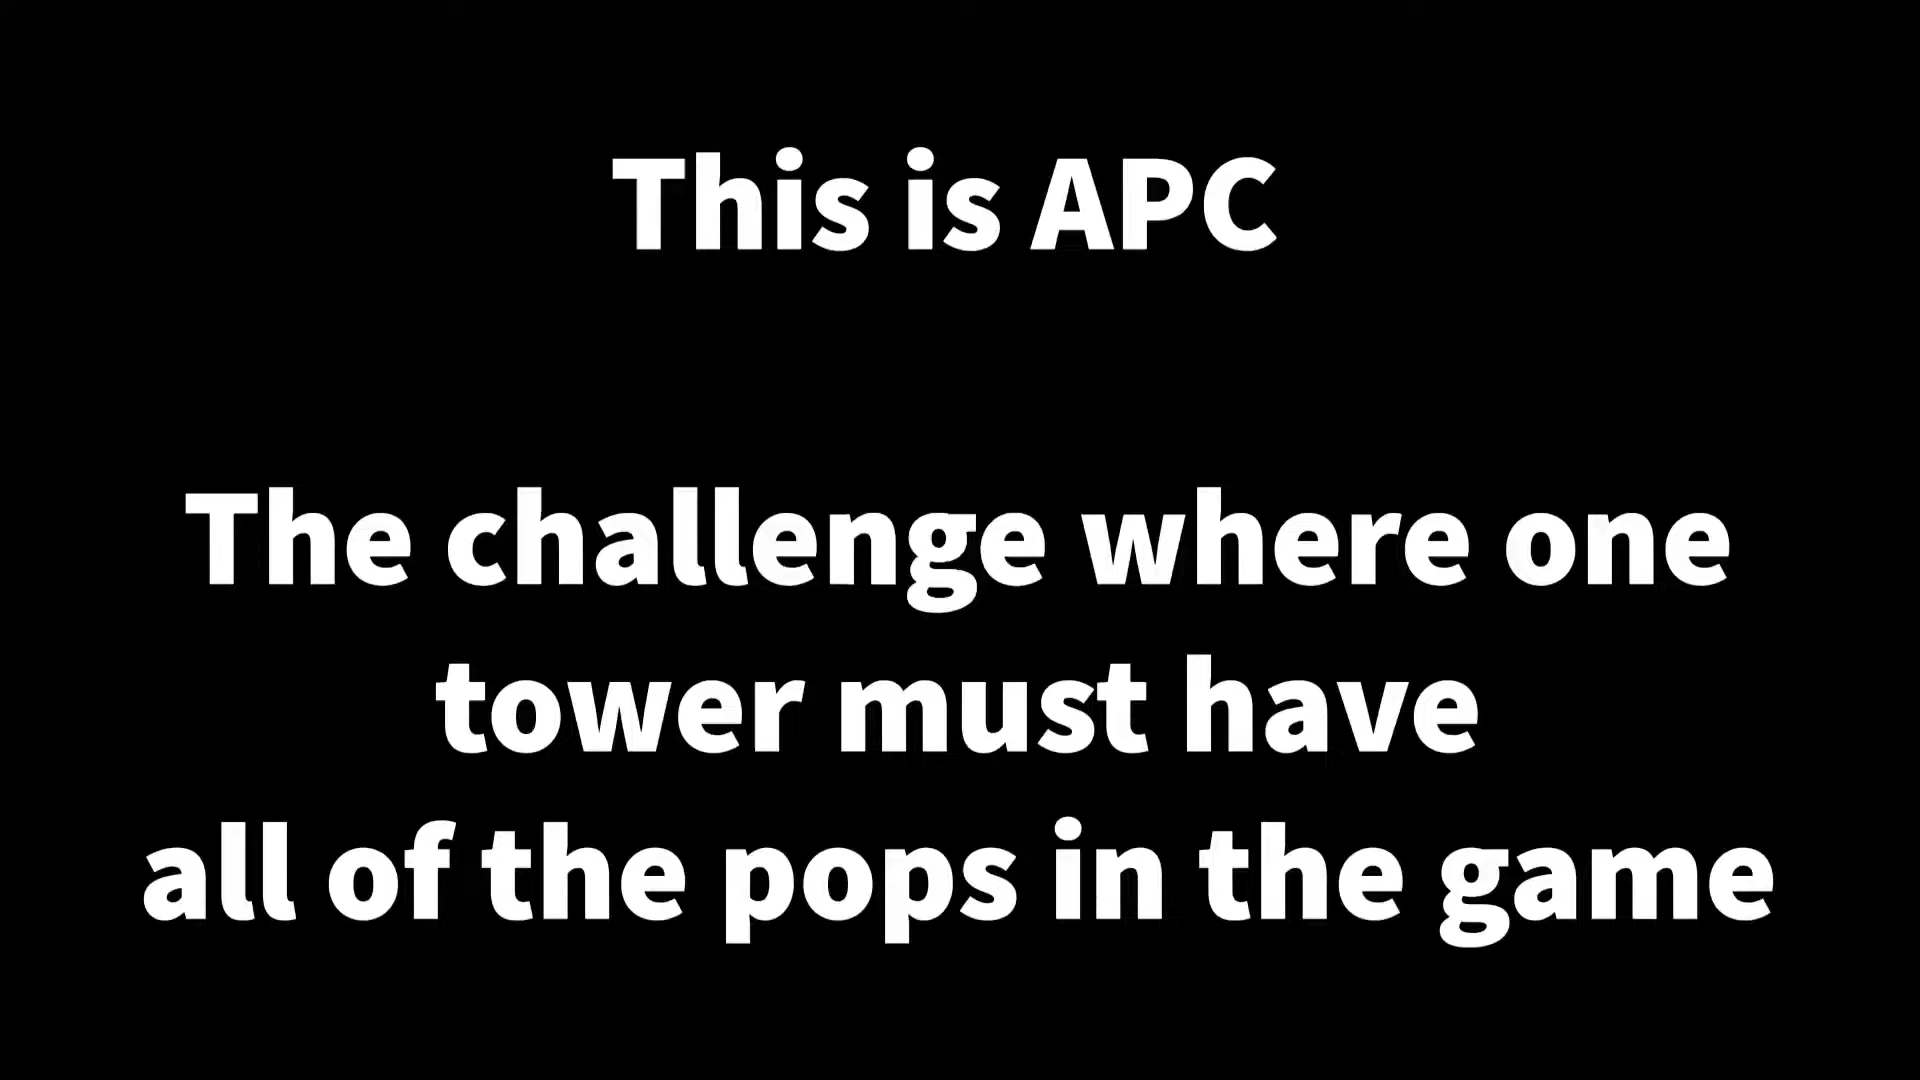 This is APC
The challenge where one
tower must have
all of the pops in the game